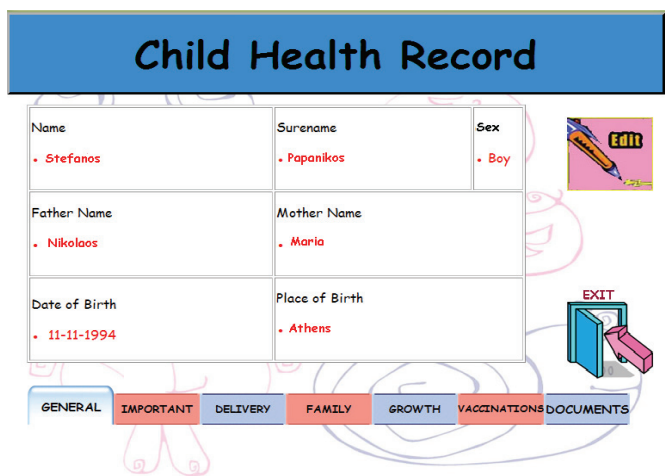 Child Health Record
Name Surename Sex
• Stefanos • Papanikos • Boy
Edit
Father Name Mother Name
• Nikolaos • Maria
Date of Birth Place of Birth
• 11-11-1994 • Athens
EXIT
GENERAL IMPORTANT DELIVERY FAMILY GROWTH VACCINATIONS DOCUMENTS